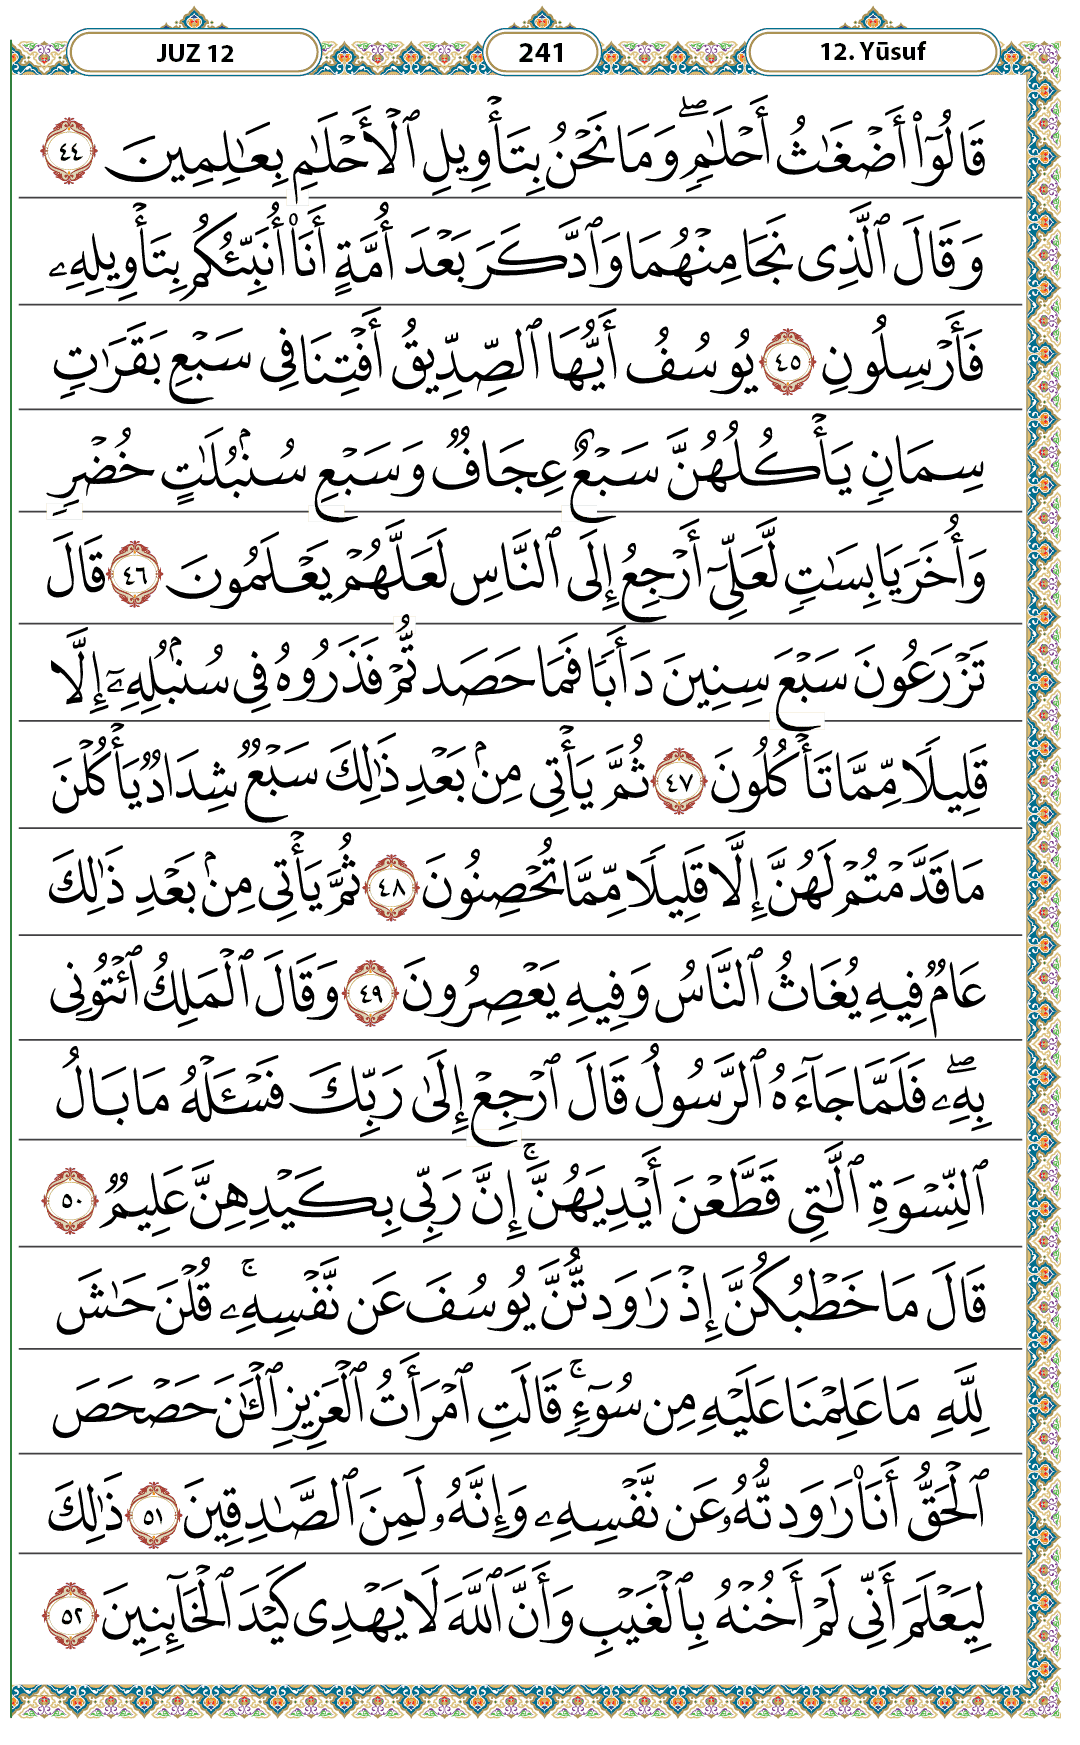 JUZ 12 241 12. Yūsuf
قَالُوٓا۟ أَضْغَـٰثُ أَحْلَـٰمٍۢ ۖ وَمَا نَحْنُ بِتَأْوِيلِ ٱلْأَحْلَـٰمِ بِعَـٰلِمِينَ ٤٤
وَقَالَ ٱلَّذِى نَجَا مِنْهُمَا وَٱدَّكَرَ بَعْدَ أُمَّةٍ أَنَا۠ أُنَبِّئُكُم بِتَأْوِيلِهِۦ
فَأَرْسِلُونِ ٤٥ يُوسُفُ أَيُّهَا ٱلصِّدِّيقُ أَفْتِنَا فِى سَبْعِ بَقَرَٰتٍۢ
سِمَانٍۢ يَأْكُلُهُنَّ سَبْعٌ عِجَافٌۭ وَسَبْعِ سُنۢبُلَـٰتٍ خُضْرٍۢ
وَأُخَرَ يَابِسَـٰتٍۢ لَّعَلِّىٓ أَرْجِعُ إِلَى ٱلنَّاسِ لَعَلَّهُمْ يَعْلَمُونَ ٤٦ قَالَ
تَزْرَعُونَ سَبْعَ سِنِينَ دَأَبًۭا فَمَا حَصَدتُّمْ فَذَرُوهُ فِى سُنۢبُلِهِۦٓ إِلَّا
قَلِيلًۭا مِّمَّا تَأْكُلُونَ ٤٧ ثُمَّ يَأْتِى مِنۢ بَعْدِ ذَٰلِكَ سَبْعٌۭ شِدَادٌۭ يَأْكُلْنَ
مَا قَدَّمْتُمْ لَهُنَّ إِلَّا قَلِيلًۭا مِّمَّا تُحْصِنُونَ ٤٨ ثُمَّ يَأْتِى مِنۢ بَعْدِ ذَٰلِكَ
عَامٌۭ فِيهِ يُغَاثُ ٱلنَّاسُ وَفِيهِ يَعْصِرُونَ ٤٩ وَقَالَ ٱلْمَلِكُ ٱئْتُونِى
بِهِۦ ۖ فَلَمَّا جَآءَهُ ٱلرَّسُولُ قَالَ ٱرْجِعْ إِلَىٰ رَبِّكَ فَسْـَٔلْهُ مَا بَالُ
ٱلنِّسْوَةِ ٱلَّـٰتِى قَطَّعْنَ أَيْدِيَهُنَّ ۚ إِنَّ رَبِّى بِكَيْدِهِنَّ عَلِيمٌۭ ٥٠
قَالَ مَا خَطْبُكُنَّ إِذْ رَٰوَدتُّنَّ يُوسُفَ عَن نَّفْسِهِۦ ۚ قُلْنَ حَـٰشَ
لِلَّهِ مَا عَلِمْنَا عَلَيْهِ مِن سُوٓءٍۢ ۚ قَالَتِ ٱمْرَأَتُ ٱلْعَزِيزِ ٱلْـَٔـٰنَ حَصْحَصَ
ٱلْحَقُّ أَنَا۠ رَٰوَدتُّهُۥ عَن نَّفْسِهِۦ وَإِنَّهُۥ لَمِنَ ٱلصَّـٰدِقِينَ ٥١ ذَٰلِكَ
لِيَعْلَمَ أَنِّى لَمْ أَخُنْهُ بِٱلْغَيْبِ وَأَنَّ ٱللَّهَ لَا يَهْدِى كَيْدَ ٱلْخَآئِنِينَ ٥٢